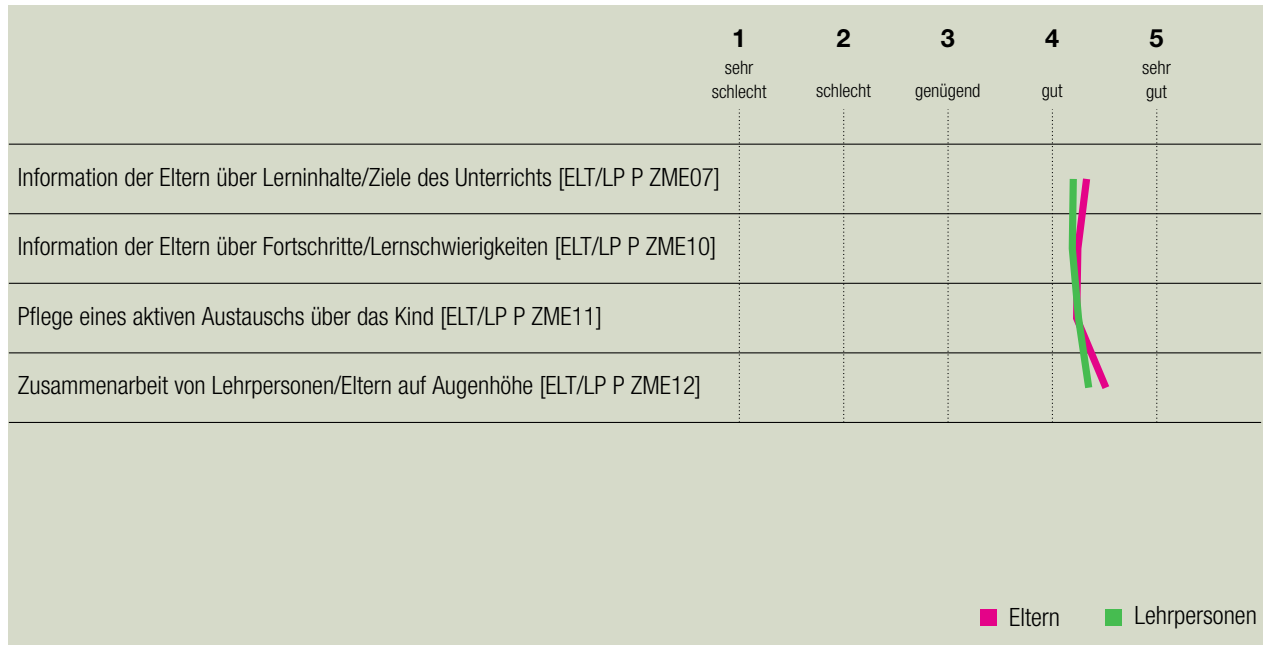 1 2 3 4 5
sehr schlecht schlecht genügend gut sehr gut
Information der Eltern über Lerninhalte/Ziele des Unterrichts [ELT/LP P ZME07]
Information der Eltern über Fortschritte/Lernschwierigkeiten [ELT/LP P ZME10]
Pflege eines aktiven Austauschs über das Kind [ELT/LP P ZME11]
Zusammenarbeit von Lehrpersonen/Eltern auf Augenhöhe [ELT/LP P ZME12]
Eltern Lehrpersonen